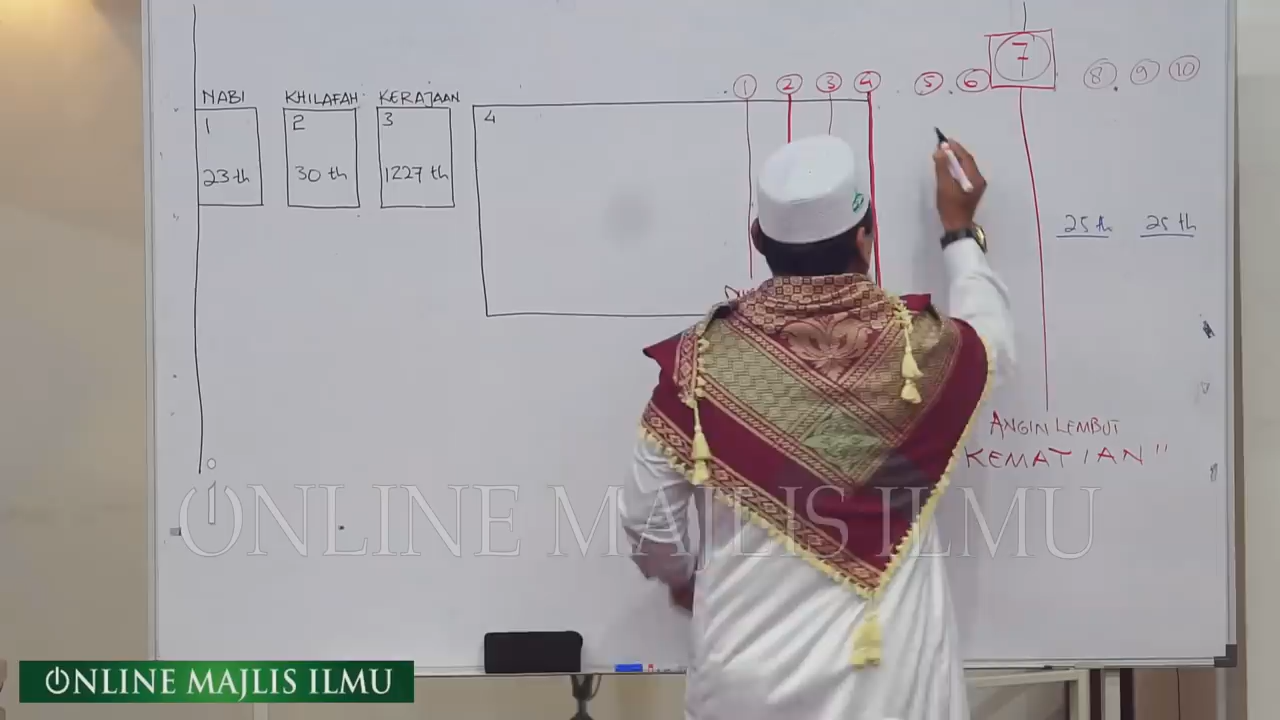 NABI
1
23 th
KHILAFAH
2
30 th
KERAJAAN
3
1227 th
4
1 2 3 4 5 6 7 8 9 10
25 th 25 th
ANGIN LEMBUT
KEMATIAN"
ONLINE MAJLIS ILMU
ONLINE MAJLIS ILMU